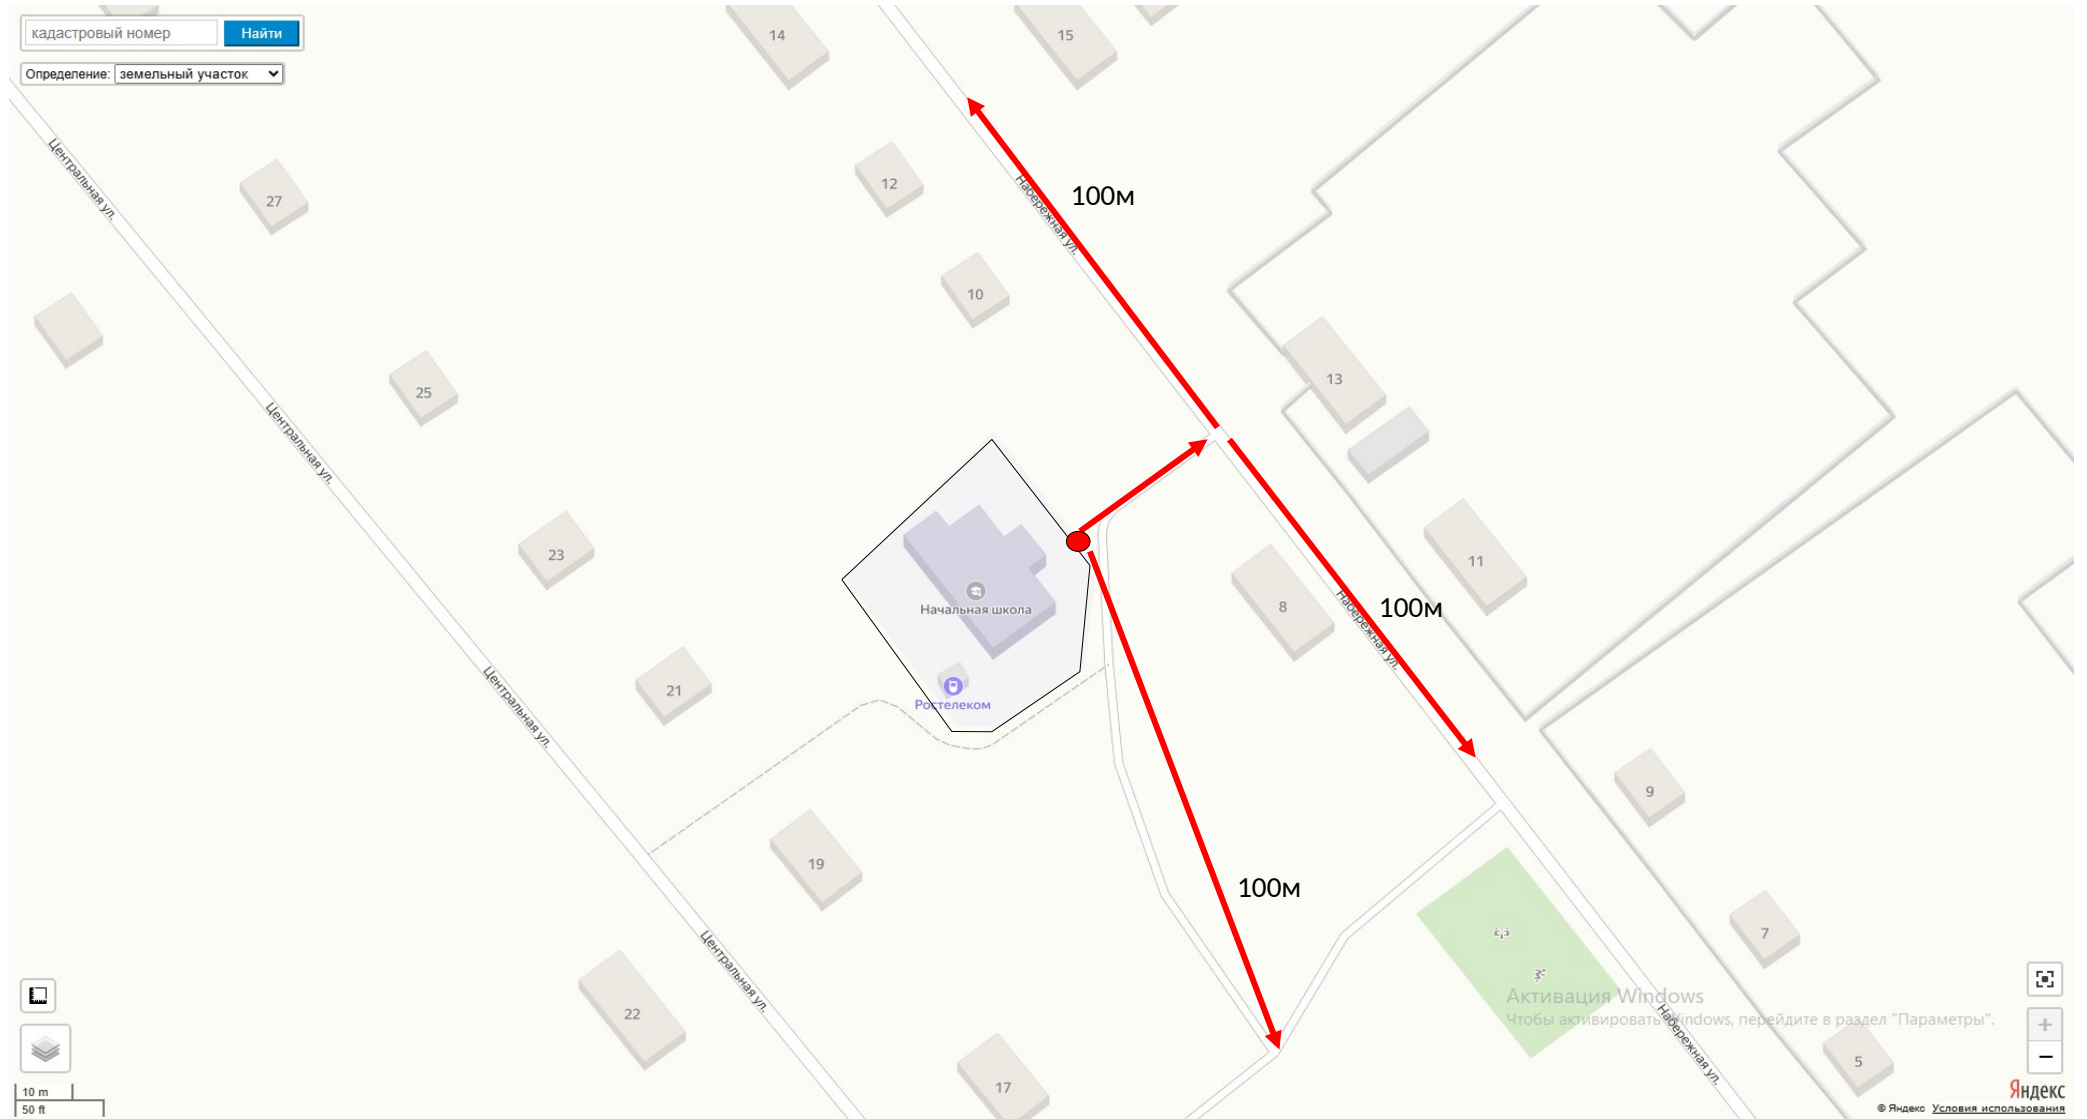 кадастровый номер
Найти
Определение: земельный участок
14
15
Центральная ул.
27
12
Набережная ул.
100м
10
25
13
Центральная ул.
23
11
Начальная школа
8
Набережная ул.
100м
21
Ростелеком
Центральная ул.
9
19
100м
7
Центральная ул.
22
Активация Windows
Чтобы активировать Windows, перейдите в раздел "Параметры".
Набережная ул.
5
17
10 m
50 ft
Яндекс
© Яндекс Условия использования